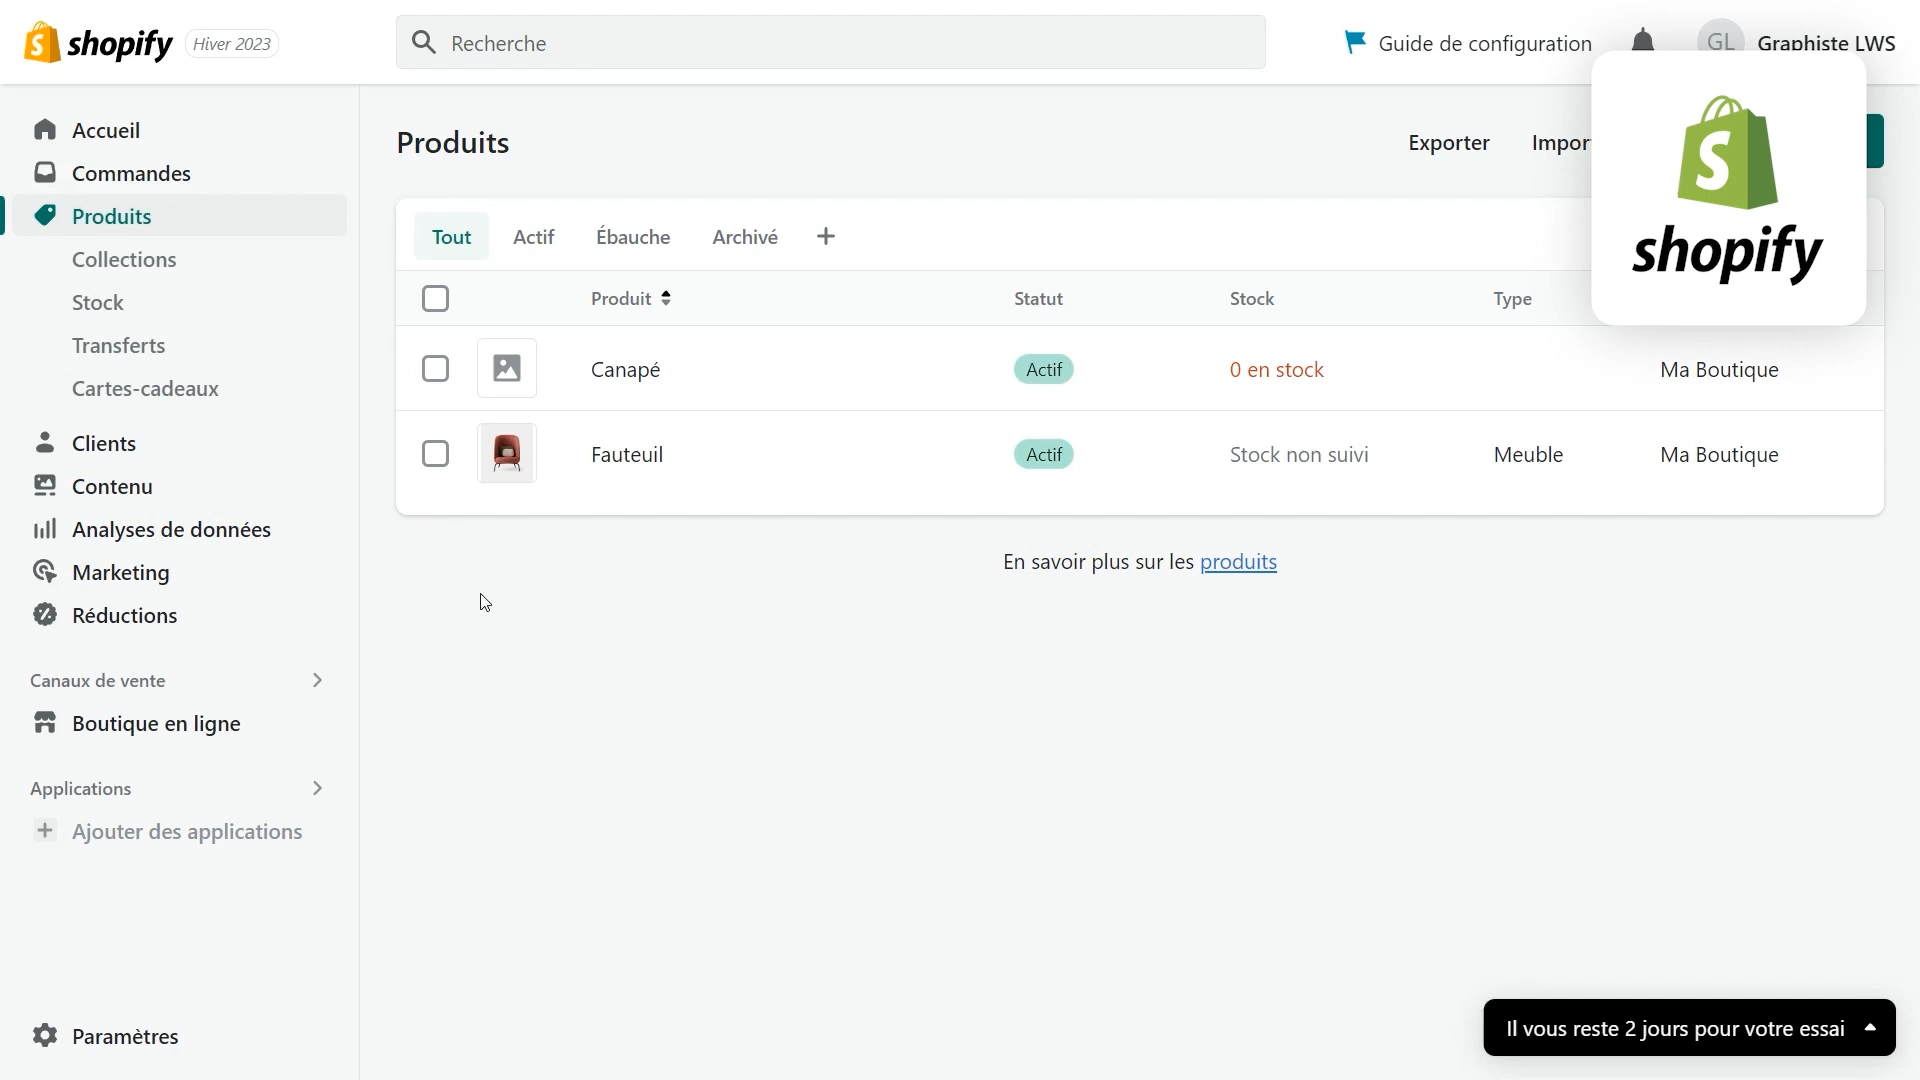 shopify Hiver 2023
Recherche
Guide de configuration
GL Graphiste LWS
Accueil
Commandes
Produits
Collections
Stock
Transferts
Cartes-cadeaux
Clients
Contenu
Analyses de données
Marketing
Réductions
Canaux de vente
Boutique en ligne
Applications
Ajouter des applications
Paramètres
Produits
Exporter Impor
Tout Actif Ébauche Archivé
Produit Statut Stock Type
Canapé Actif 0 en stock Ma Boutique
Fauteuil Actif Stock non suivi Meuble Ma Boutique
En savoir plus sur les produits
shopify
Il vous reste 2 jours pour votre essai